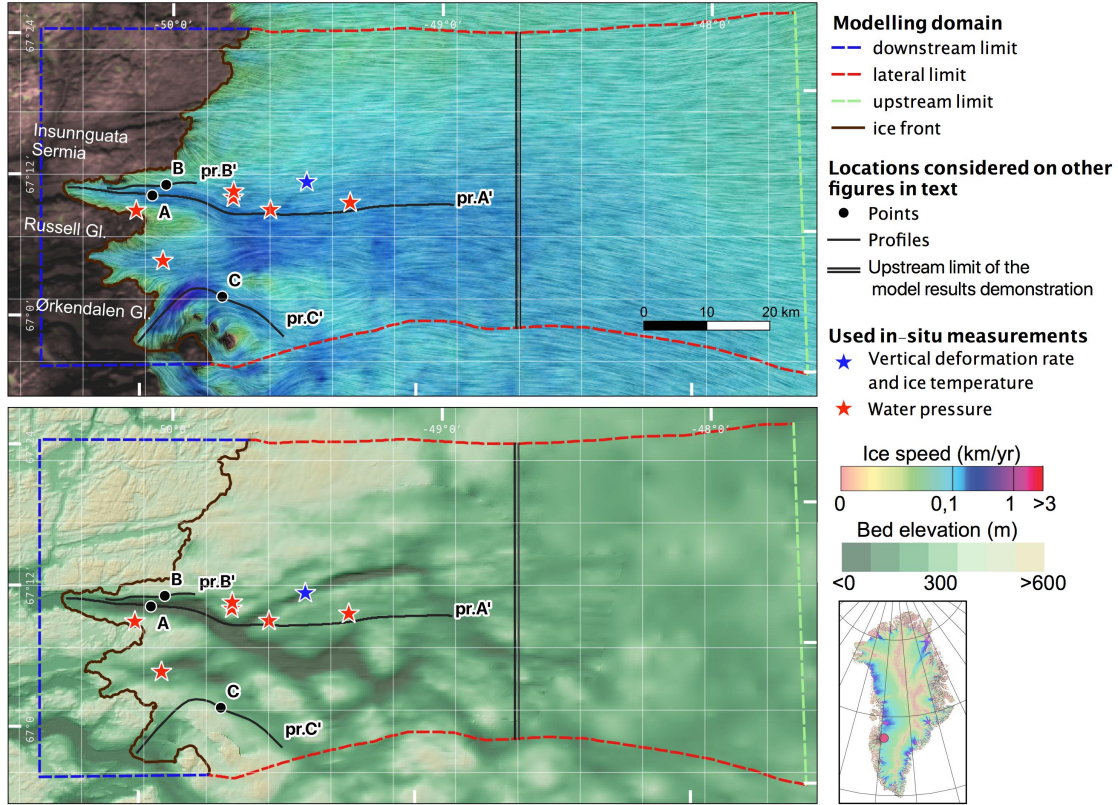 -50°0'
-49°0'
-48°0'
67°24'
Insunnguata
Sermia
67°12'
B
pr.B'
A
pr.A'
Russell Gl.
C
Ørkendalen Gl.
67°0'
pr.C'
0 10 20 km
-50°0'
-49°0'
-48°0'
B
pr.B'
67°12'
A
pr.A'
C
67°0'
pr.C'
Modelling domain
downstream limit
lateral limit
upstream limit
ice front
Locations considered on other
figures in text
Points
Profiles
Upstream limit of the
model results demonstration
Used in-situ measurements
Vertical deformation rate
and ice temperature
Water pressure
Ice speed (km/yr)
0 0,1 1 >3
Bed elevation (m)
<0 300 >600